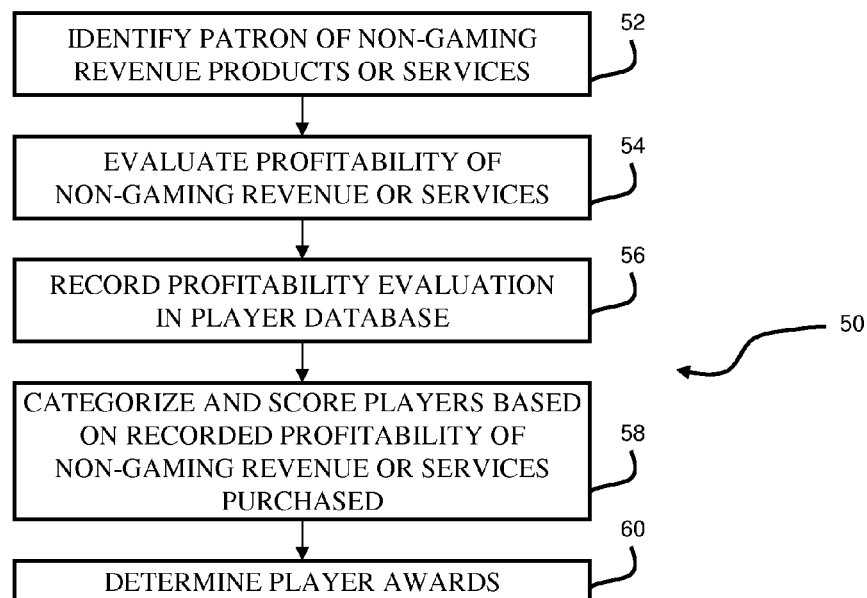 IDENTIFY PATRON OF NON-GAMING
REVENUE PRODUCTS OR SERVICES
52
EVALUATE PROFITABILITY OF
NON-GAMING REVENUE OR SERVICES
54
RECORD PROFITABILITY EVALUATION
IN PLAYER DATABASE
56
50
CATEGORIZE AND SCORE PLAYERS BASED
ON RECORDED PROFITABILITY OF
NON-GAMING REVENUE OR SERVICES
PURCHASED
58
DETERMINE PLAYER AWARDS
60